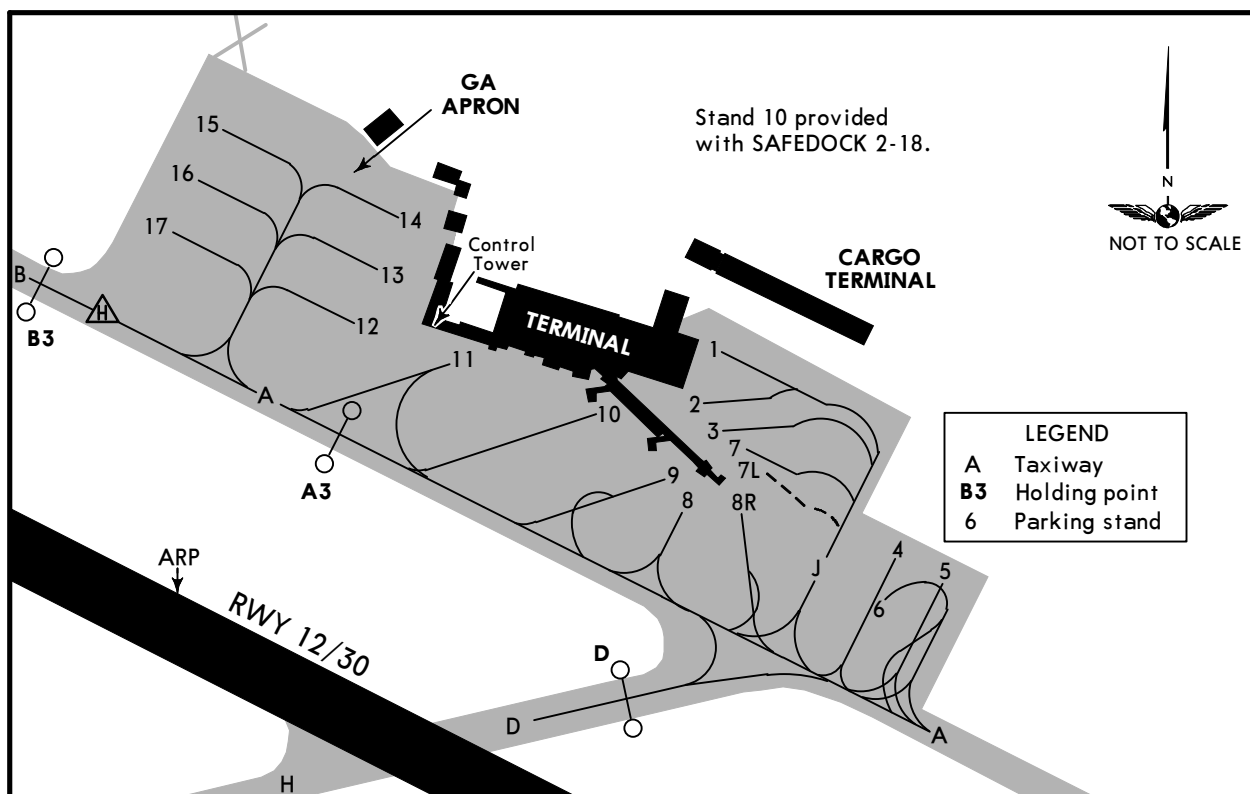 GA
APRON
Stand 10 provided
with SAFEDOCK 2-18.
N
NOT TO SCALE
15
16
14
17
Control
Tower
13
CARGO
TERMINAL
B
H
B3
12
TERMINAL
11
1
A
10
2
3
A3
7
7L
9
8
8R
LEGEND
A Taxiway
B3 Holding point
6 Parking stand
ARP
RWY 12/30
J
4
5
6
D
D
A
H